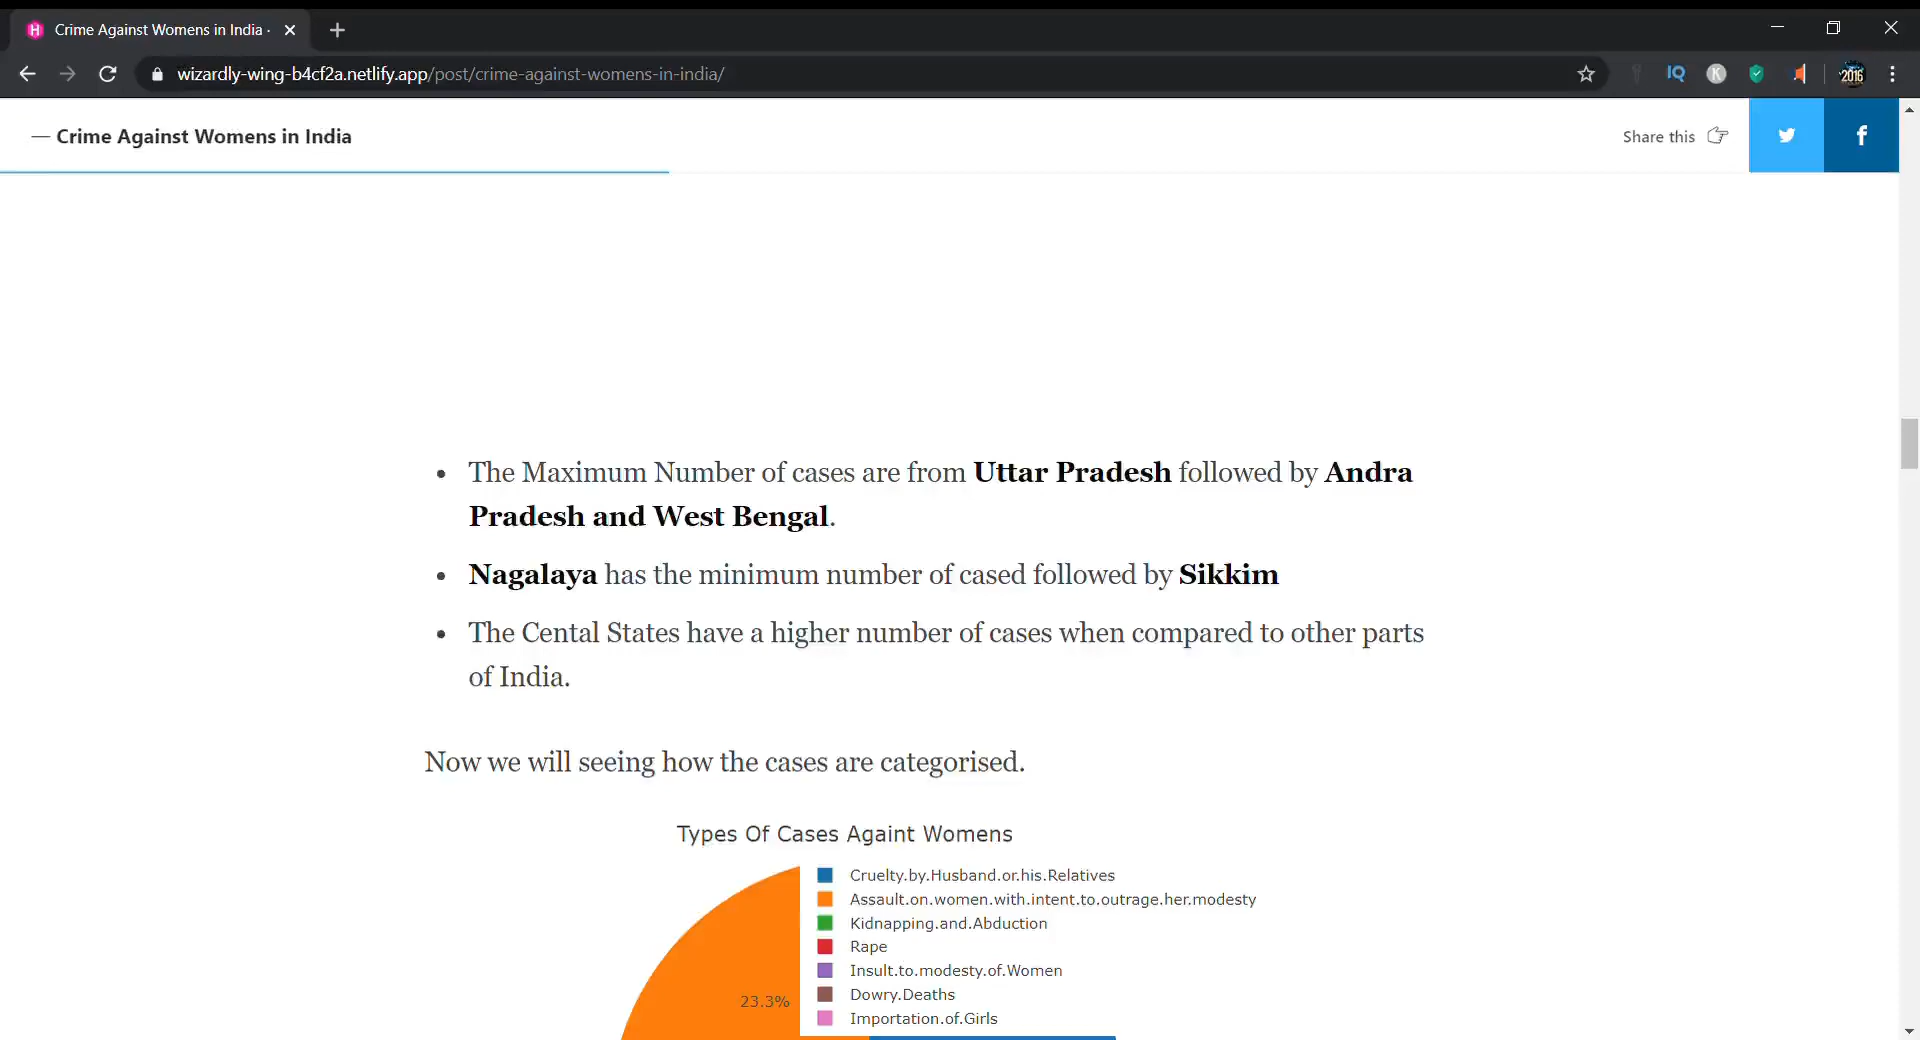 Crime Against Womens in India ·
wizardly-wing-b4cf2a.netlify.app/post/crime-against-womens-in-india/
IQ
K
2016
— Crime Against Womens in India
Share this
f
• The Maximum Number of cases are from Uttar Pradesh followed by Andra
Pradesh and West Bengal.
• Nagalaya has the minimum number of cased followed by Sikkim
• The Cental States have a higher number of cases when compared to other parts
of India.
Now we will seeing how the cases are categorised.
Types Of Cases Againt Womens
Cruelty.by.Husband.or.his.Relatives
Assault.on.women.with.intent.to.outrage.her.modesty
Kidnapping.and.Abduction
Rape
Insult.to.modesty.of.Women
Dowry.Deaths
Importation.of.Girls
23.3%